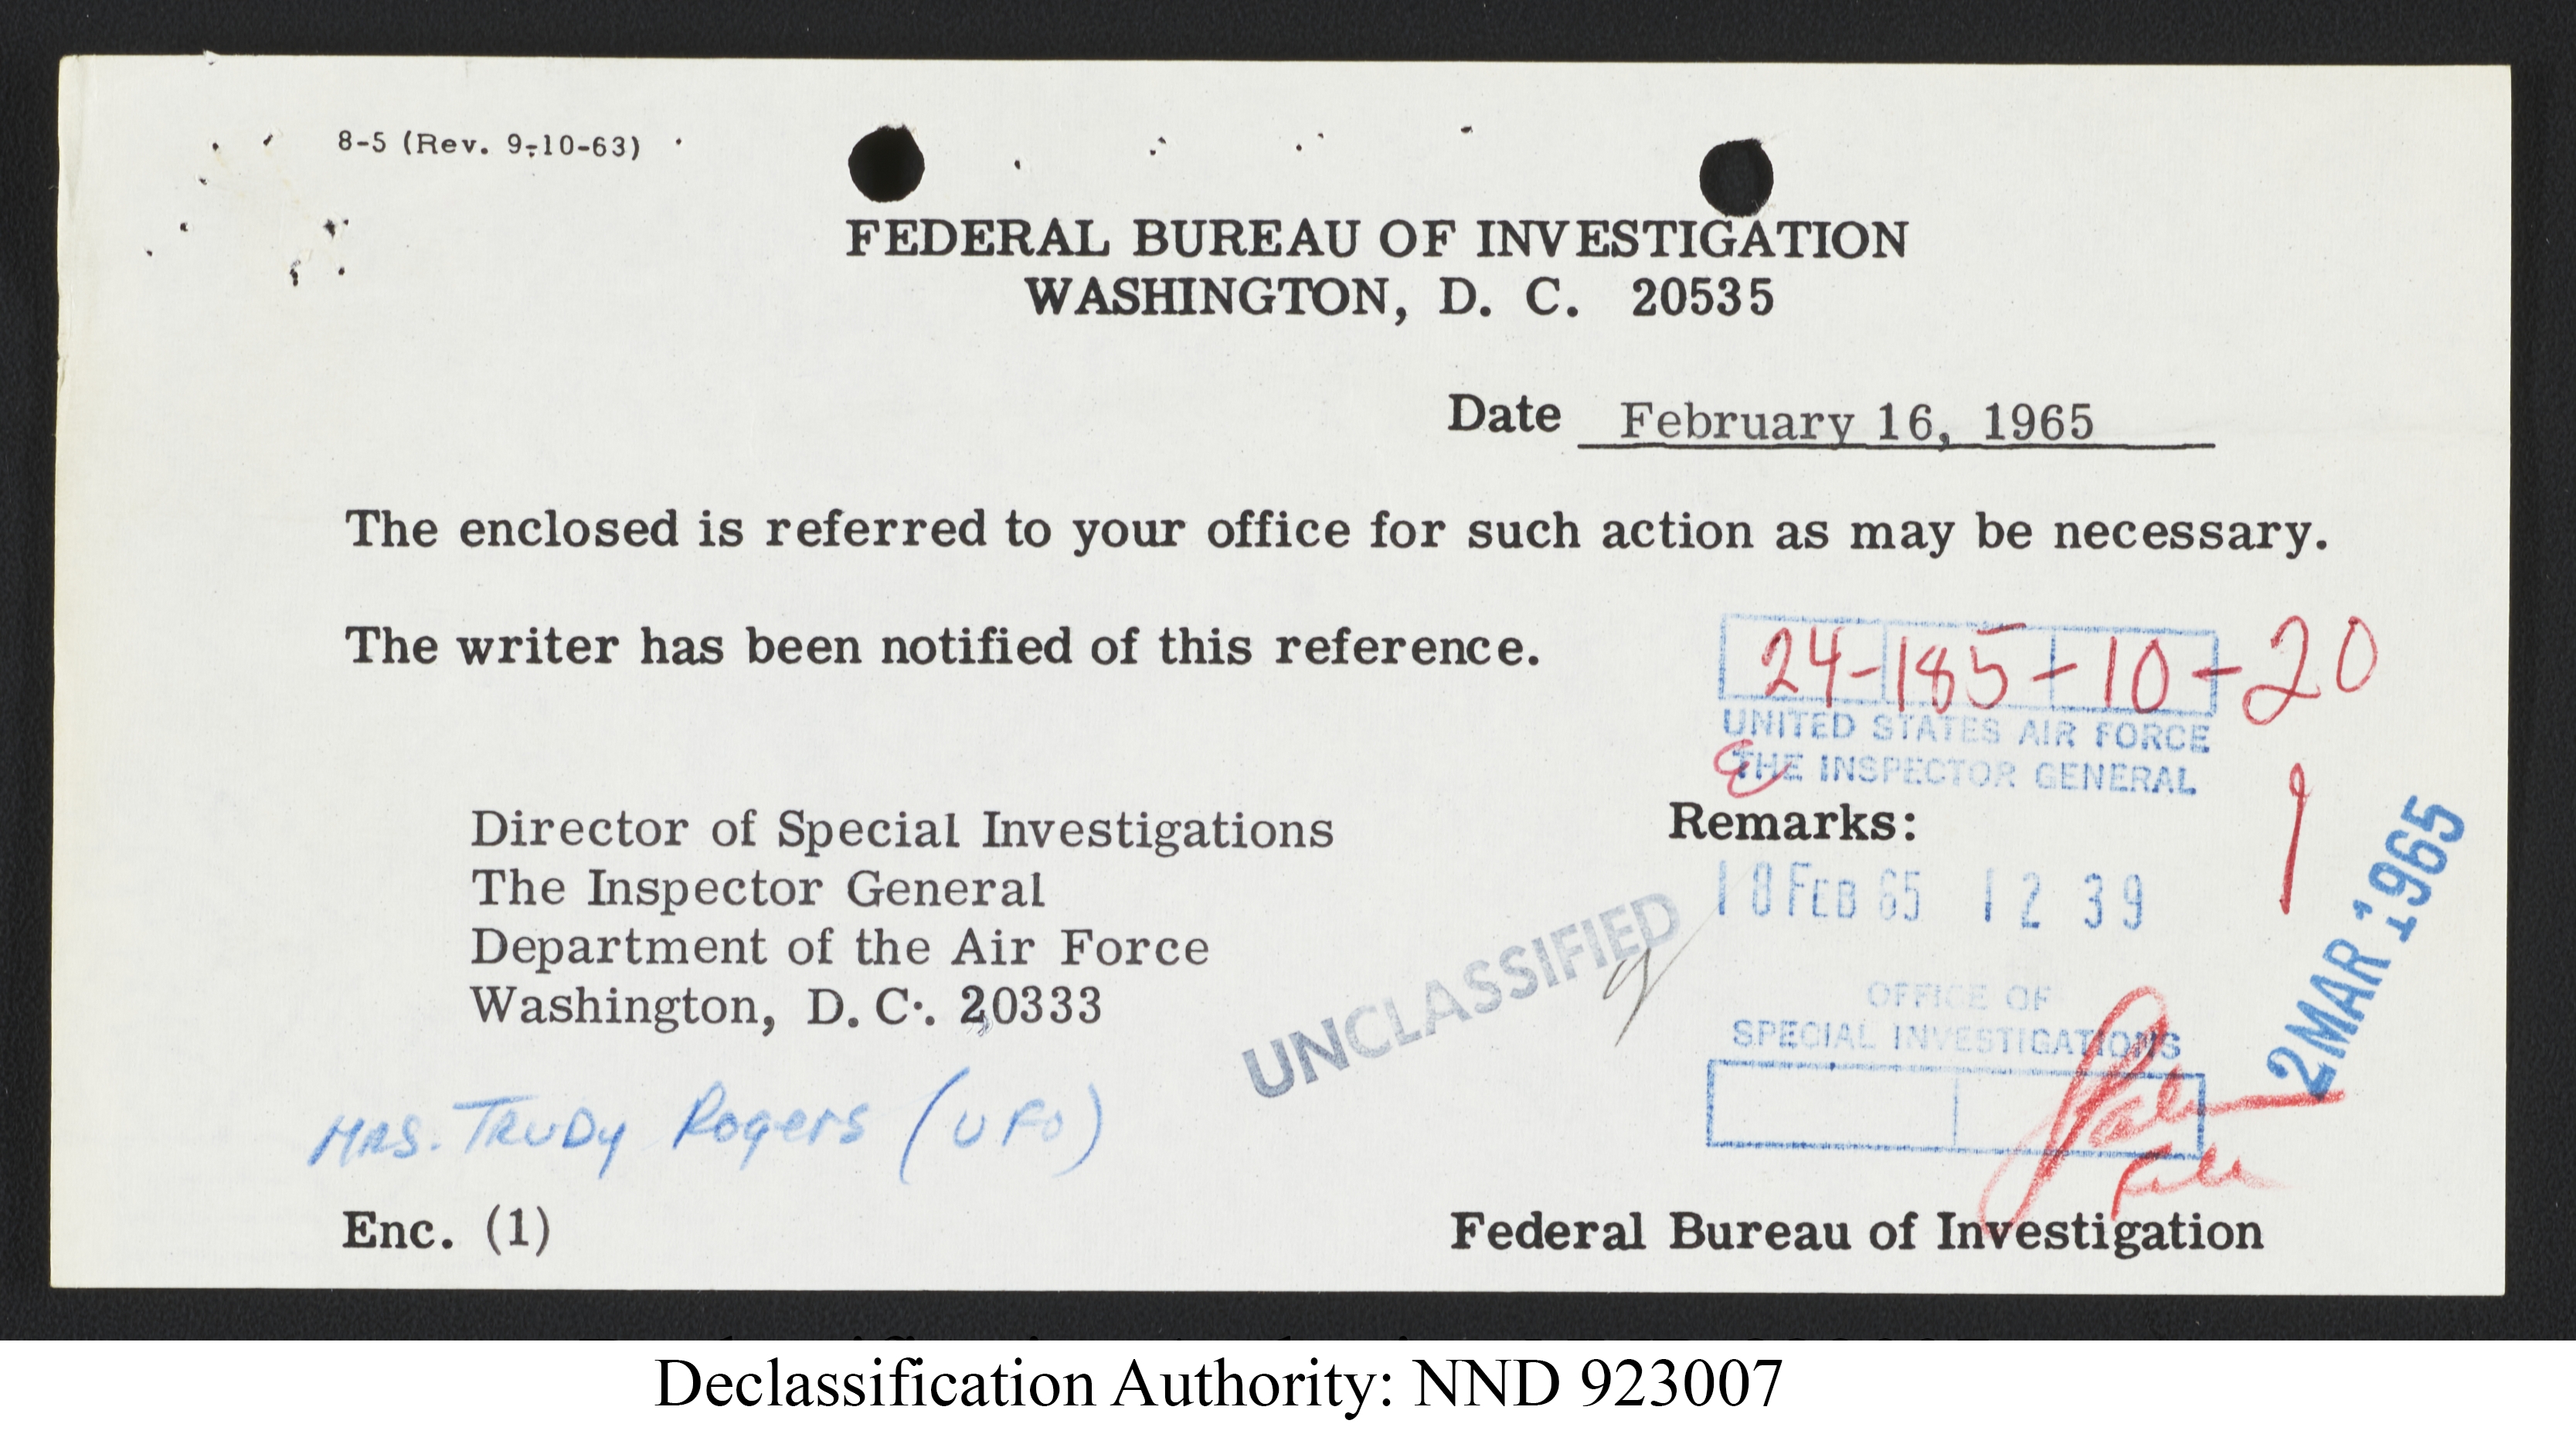 8-5 (Rev. 9-10-63)
FEDERAL BUREAU OF INVESTIGATION
WASHINGTON, D. C. 20535
Date February 16, 1965
The enclosed is referred to your office for such action as may be necessary.
The writer has been notified of this reference.
24-185-10-20
UNITED STATES AIR FORCE
THE INSPECTOR GENERAL
Director of Special Investigations
The Inspector General
Department of the Air Force
Washington, D. C. 20333
Remarks:
18 FEB 65 12 39
UNCLASSIFIED
2 MAR 1965
OFFICE OF
SPECIAL INVESTIGATIONS
MRS. TRUDY Rogers (UFO)
File
Enc. (1)
Federal Bureau of Investigation
Declassification Authority: NND 923007